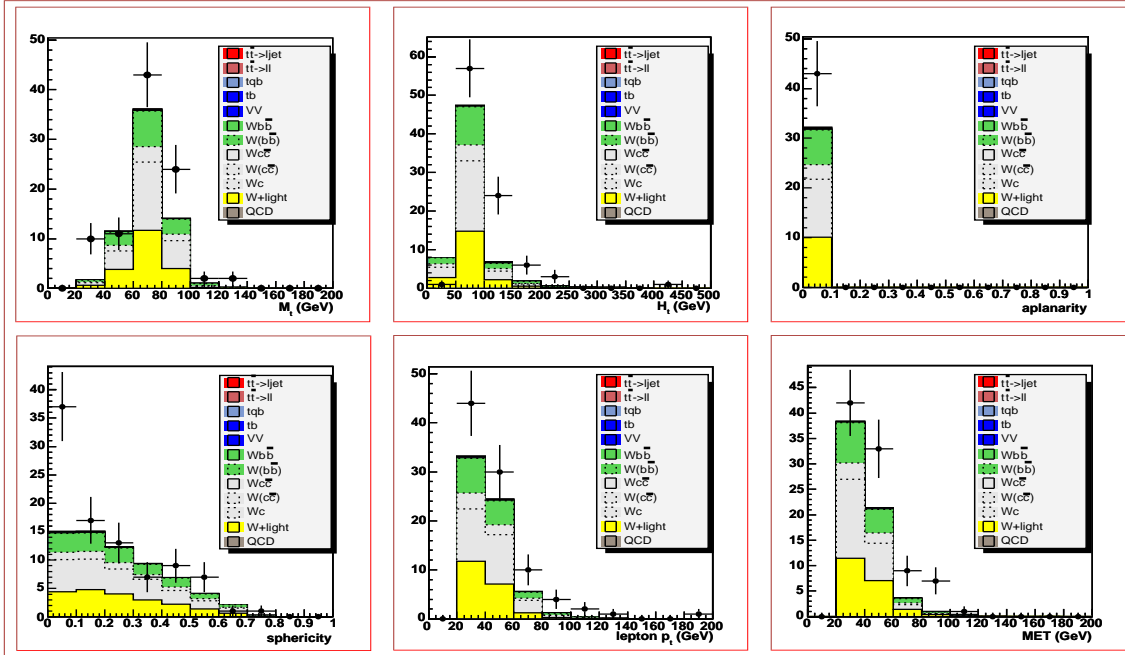 50
40
30
20
10
0
0 20 40 60 80 100 120 140 160 180 200
M_t (GeV)
tt̄->ljet
tt̄->ll
tqb
tb
VV
Wbb̄
W(bb̄)
Wcc̄
W(cc̄)
Wc
W+light
QCD
60
50
40
30
20
10
0
0 50 100 150 200 250 300 350 400 450 500
H_t (GeV)
tt̄->ljet
tt̄->ll
tqb
tb
VV
Wbb̄
W(bb̄)
Wcc̄
W(cc̄)
Wc
W+light
QCD
50
40
30
20
10
0
0 0.1 0.2 0.3 0.4 0.5 0.6 0.7 0.8 0.9 1
aplanarity
tt̄->ljet
tt̄->ll
tqb
tb
VV
Wbb̄
W(bb̄)
Wcc̄
W(cc̄)
Wc
W+light
QCD
40
35
30
25
20
15
10
5
0
0 0.1 0.2 0.3 0.4 0.5 0.6 0.7 0.8 0.9 1
sphericity
tt̄->ljet
tt̄->ll
tqb
tb
VV
Wbb̄
W(bb̄)
Wcc̄
W(cc̄)
Wc
W+light
QCD
50
40
30
20
10
0
0 20 40 60 80 100 120 140 160 180 200
lepton p_t (GeV)
tt̄->ljet
tt̄->ll
tqb
tb
VV
Wbb̄
W(bb̄)
Wcc̄
W(cc̄)
Wc
W+light
QCD
45
40
35
30
25
20
15
10
5
0
0 20 40 60 80 100 120 140 160 180 200
MET (GeV)
tt̄->ljet
tt̄->ll
tqb
tb
VV
Wbb̄
W(bb̄)
Wcc̄
W(cc̄)
Wc
W+light
QCD